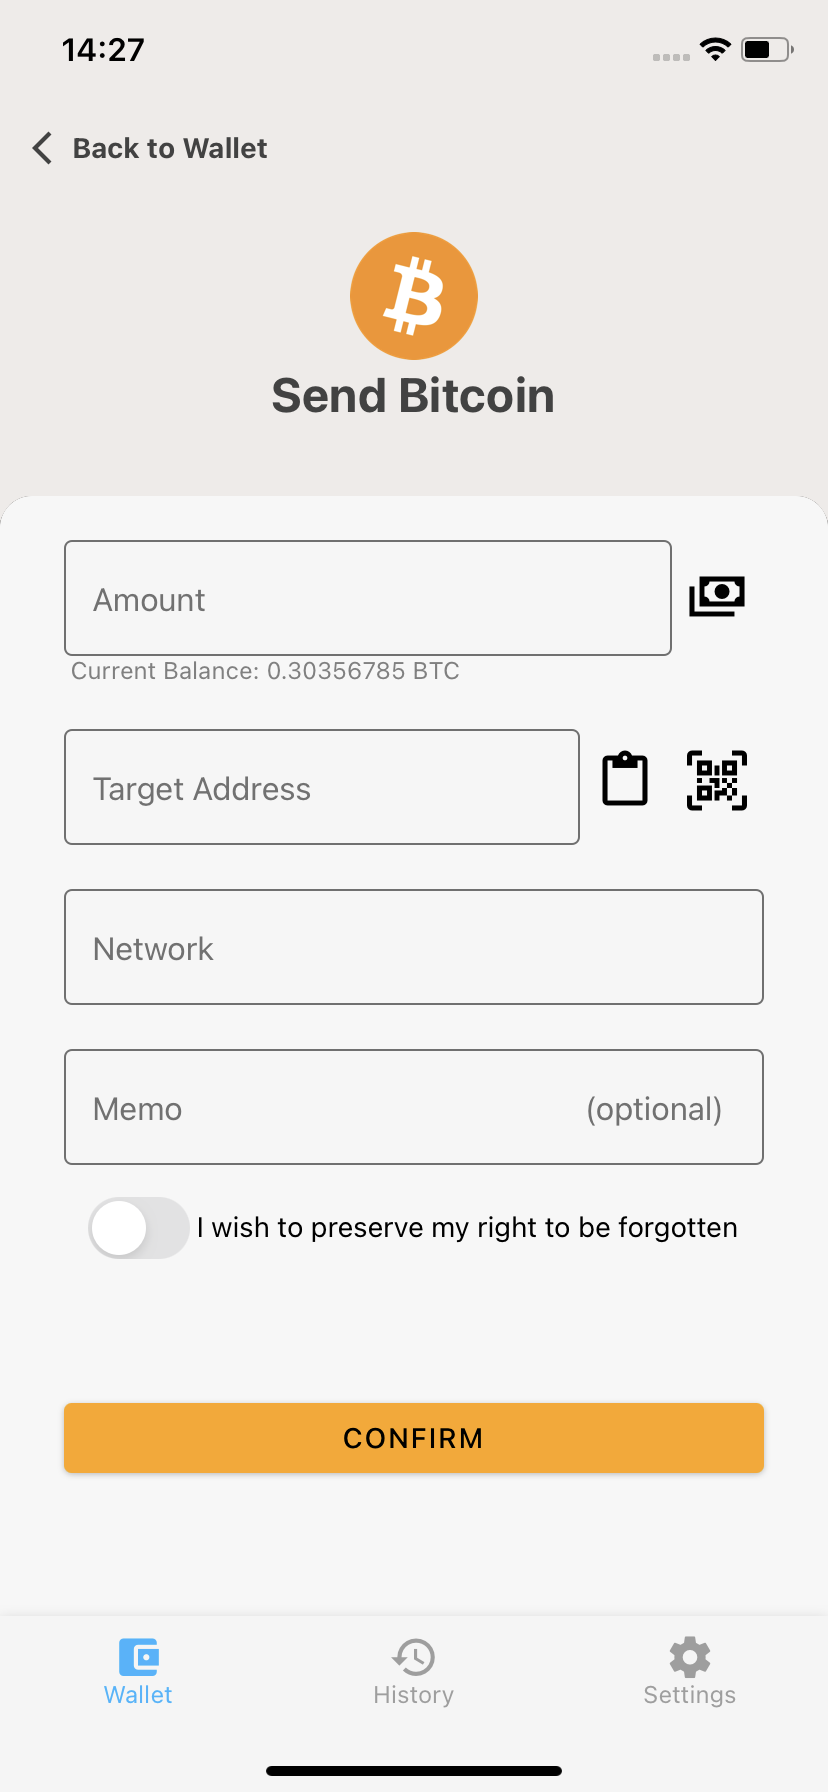 14:27
Back to Wallet
Send Bitcoin
Amount
Current Balance: 0.30356785 BTC
Target Address
Network
Memo (optional)
I wish to preserve my right to be forgotten
CONFIRM
Wallet History Settings